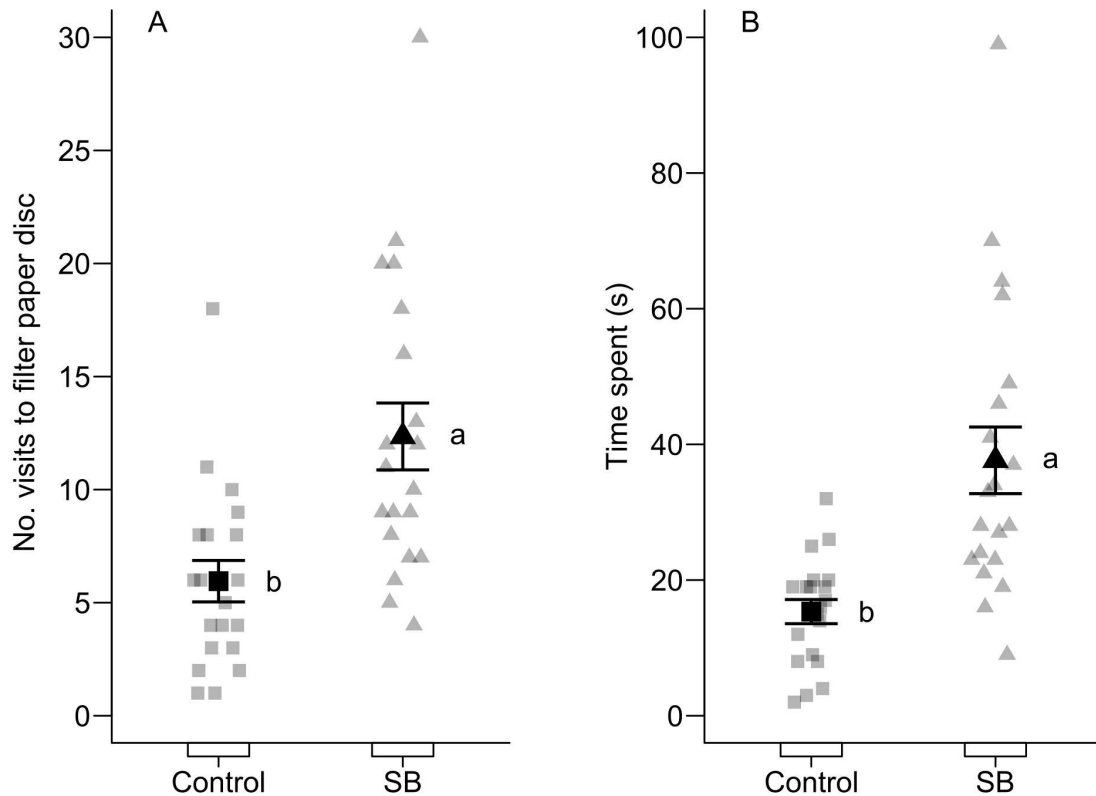 A
No. visits to filter paper disc
30
25
20
15
10
5
0
a
b
Control
SB
B
Time spent (s)
100
80
60
40
20
0
a
b
Control
SB